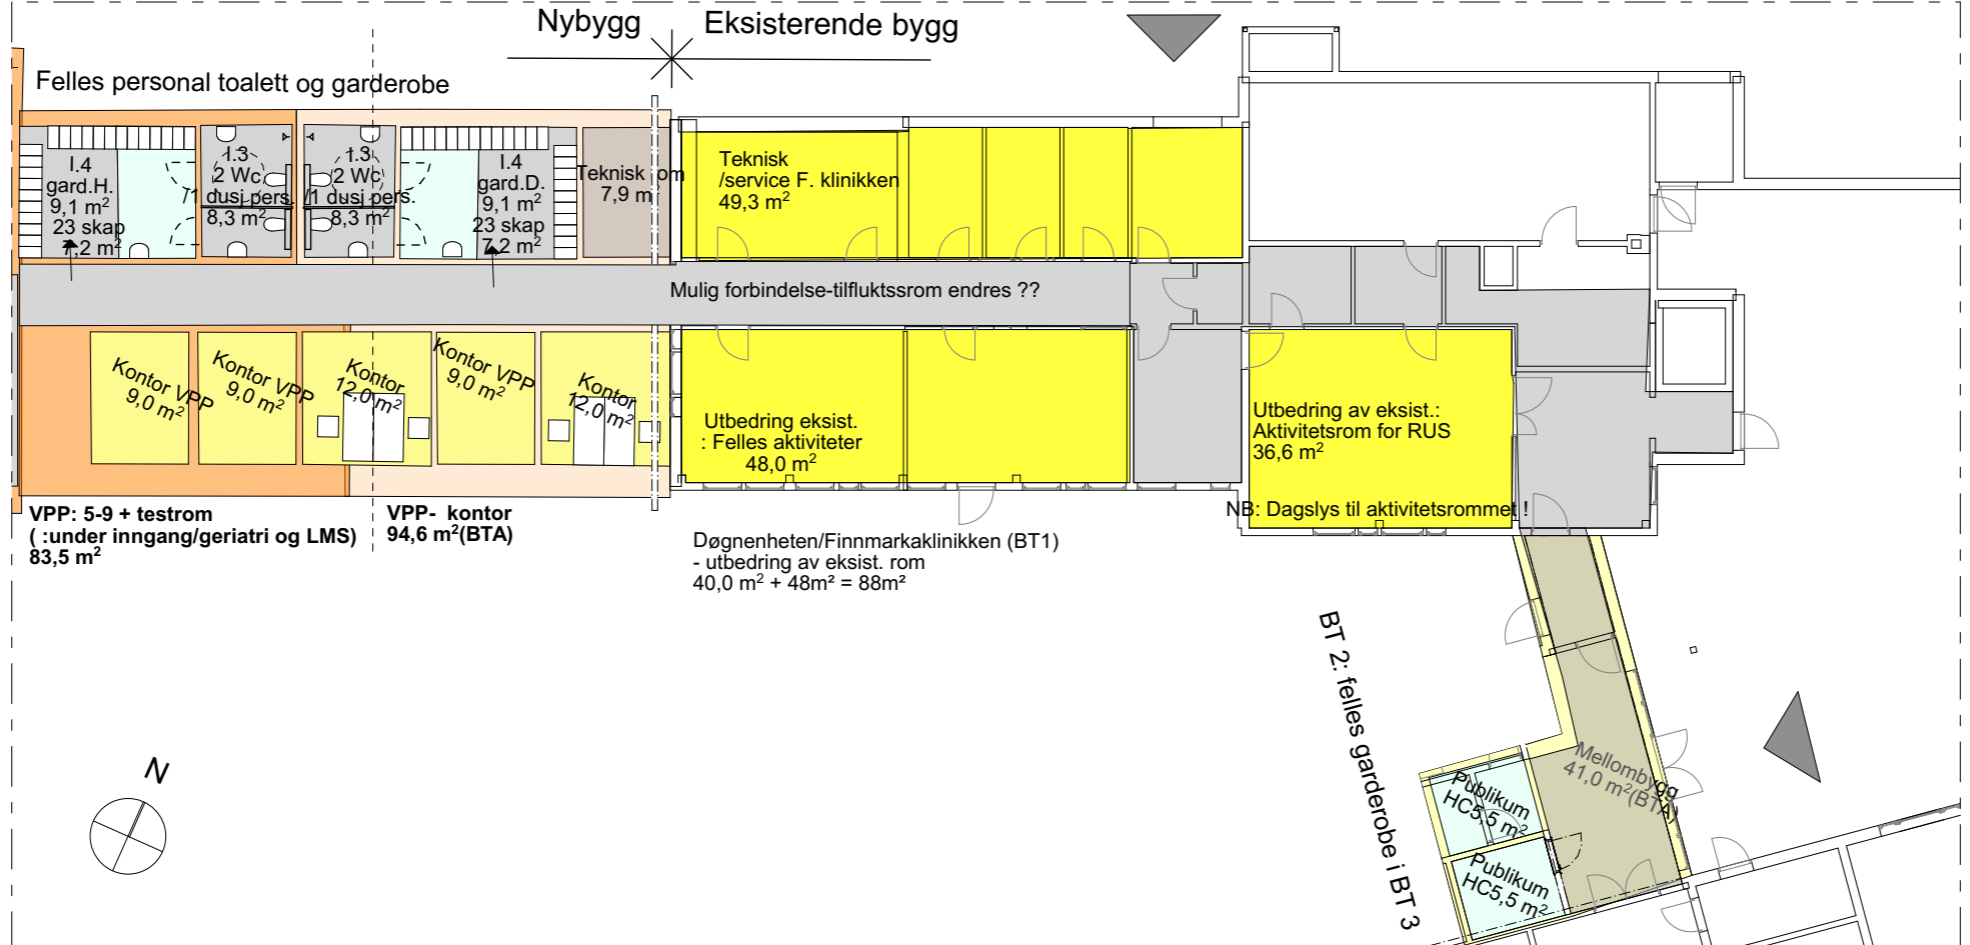 Nybygg
Eksisterende bygg
Felles personal toalett og garderobe
I.4
gard.H.
9,1 m²
23 skap
7,2 m²
I.3
2 Wc
/1 dusj pers.
8,3 m²
I.3
2 Wc
/1 dusj pers.
8,3 m²
I.4
gard.D.
9,1 m²
23 skap
7,2 m²
Teknisk om
7,9 m
Teknisk
/service F. klinikken
49,3 m²
Mulig forbindelse-tilfluktssrom endres ??
Kontor VPP
9,0 m²
Kontor VPP
9,0 m²
Kontor
12,0 m²
Kontor VPP
9,0 m²
Kontor
12,0 m²
Utbedring eksist.
: Felles aktiviteter
48,0 m²
Utbedring av eksist.:
Aktivitetsrom for RUS
36,6 m²
NB: Dagslys til aktivitetsrommet !
VPP: 5-9 + testrom
( :under inngang/geriatri og LMS)
83,5 m²
VPP- kontor
94,6 m²(BTA)
Døgnenheten/Finnmarkaklinikken (BT1)
- utbedring av eksist. rom
40,0 m² + 48m² = 88m²
BT 2: felles garderobe i BT 3
Mellombygg
41,0 m²(BTA)
Publikum
HC5,5 m²
Publikum
HC5,5 m²
N